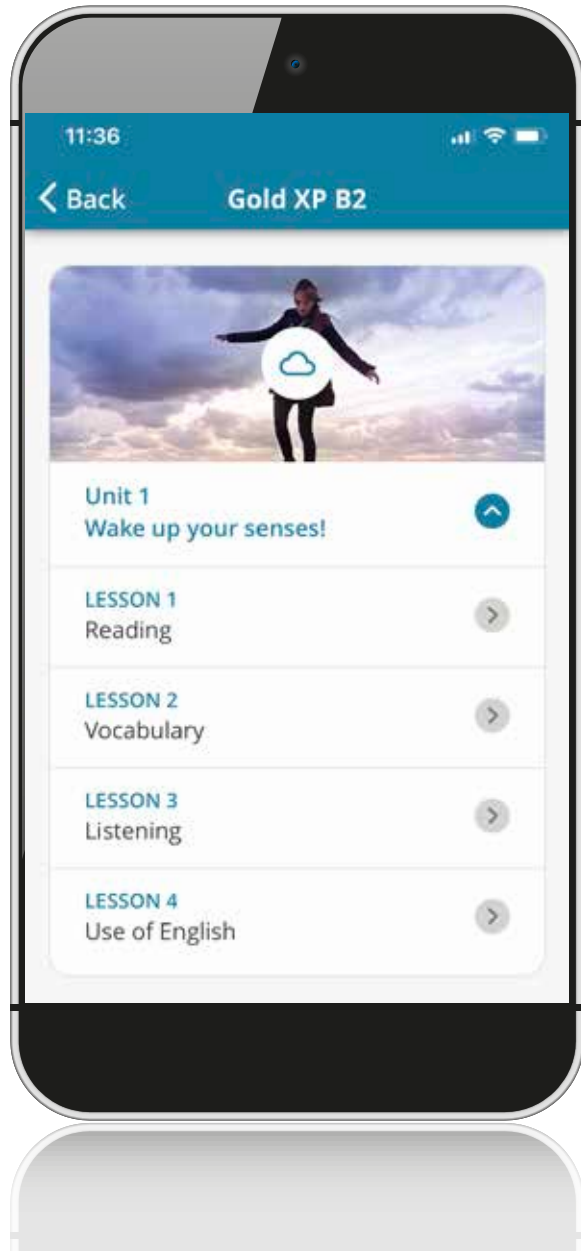 11:36
Back Gold XP B2
Unit 1
Wake up your senses!
LESSON 1
Reading
LESSON 2
Vocabulary
LESSON 3
Listening
LESSON 4
Use of English